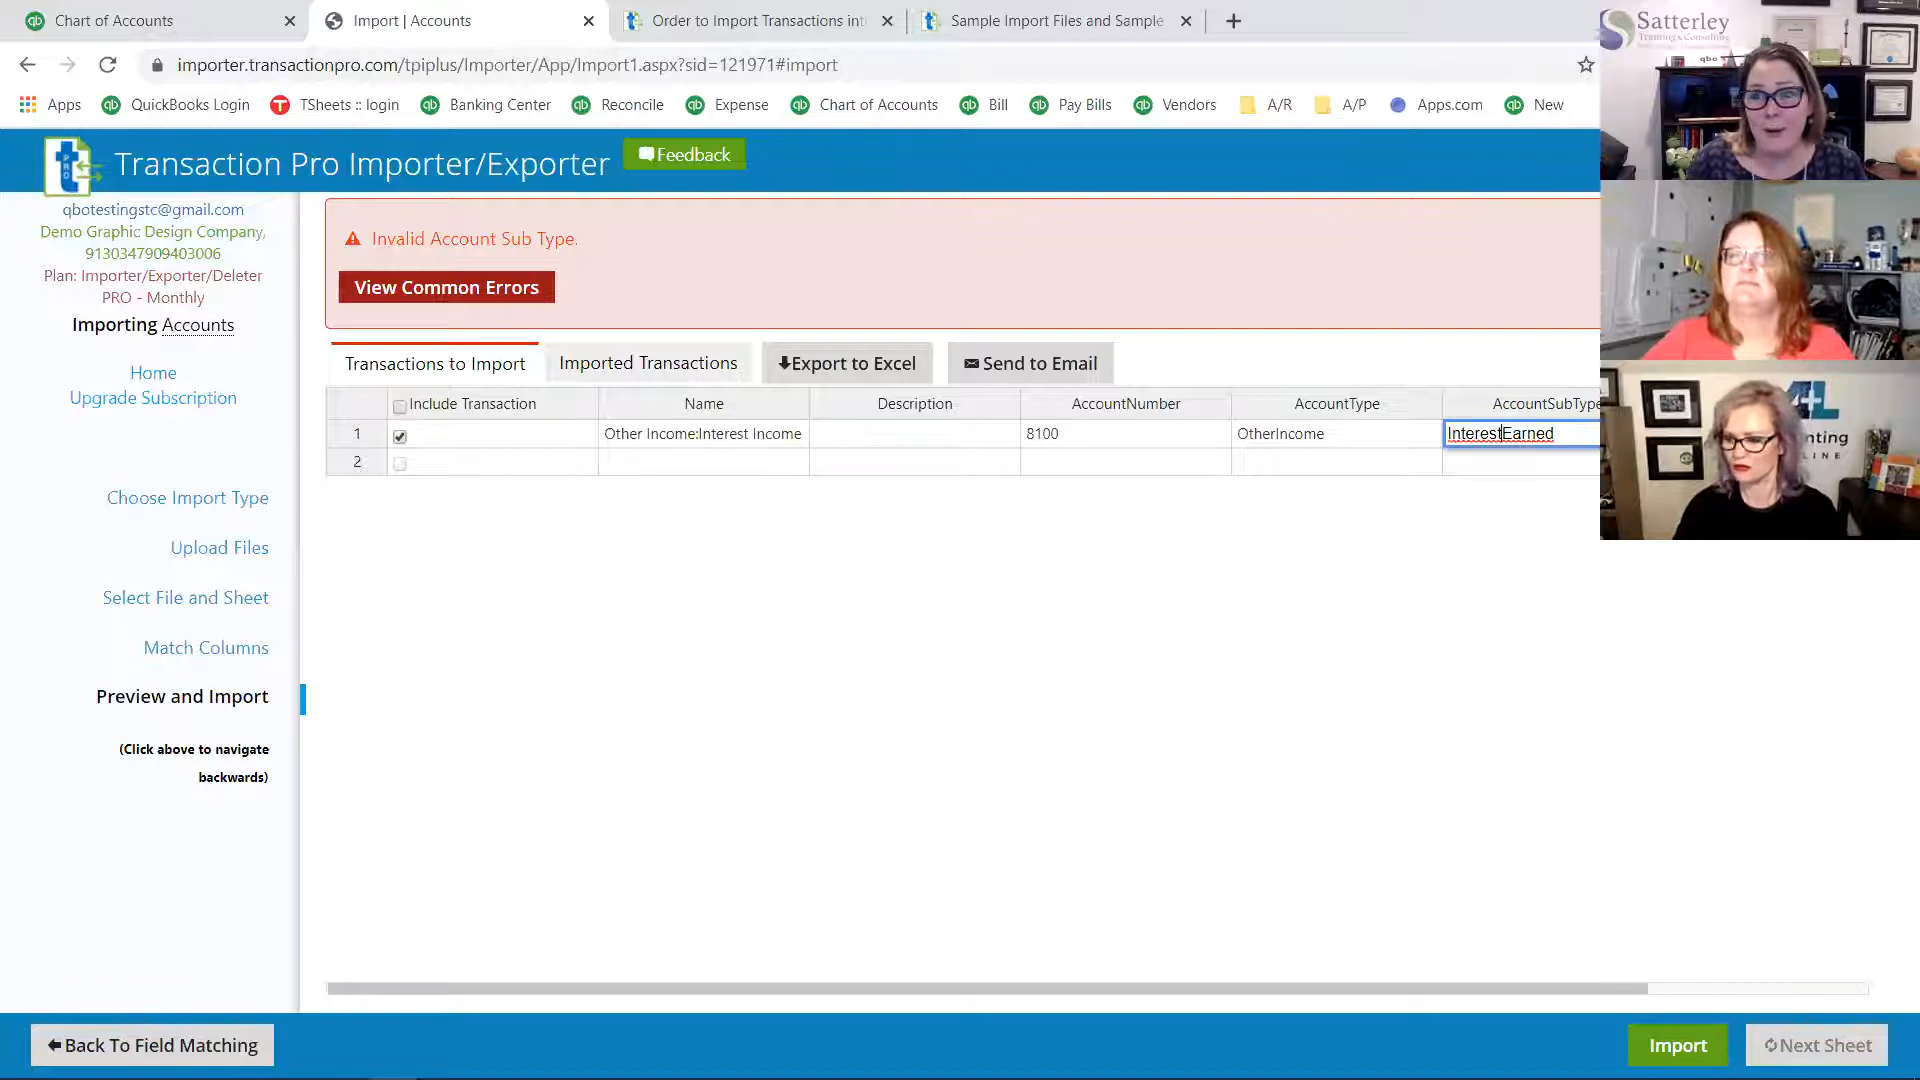 Chart of Accounts
Import | Accounts
Order to Import Transactions int
Sample Import Files and Sample
importer.transactionpro.com/tpiplus/Importer/App/Import1.aspx?sid=121971#import
Apps
QuickBooks Login
TSheets :: login
Banking Center
Reconcile
Expense
Chart of Accounts
Bill
Pay Bills
Vendors
A/R
A/P
Apps.com
New
Satterley
Training & Consulting
qbo
Transaction Pro Importer/Exporter
Feedback
qbotestingstc@gmail.com
Demo Graphic Design Company,
9130347909403006
Plan: Importer/Exporter/Deleter
PRO - Monthly
Importing Accounts
Home
Upgrade Subscription
Choose Import Type
Upload Files
Select File and Sheet
Match Columns
Preview and Import
(Click above to navigate
backwards)
Invalid Account Sub Type.
View Common Errors
Transactions to Import
Imported Transactions
Export to Excel
Send to Email
Include Transaction
Name
Description
AccountNumber
AccountType
AccountSubType
1
Other Income:Interest Income
8100
OtherIncome
InterestEarned
2
Back To Field Matching
Import
Next Sheet